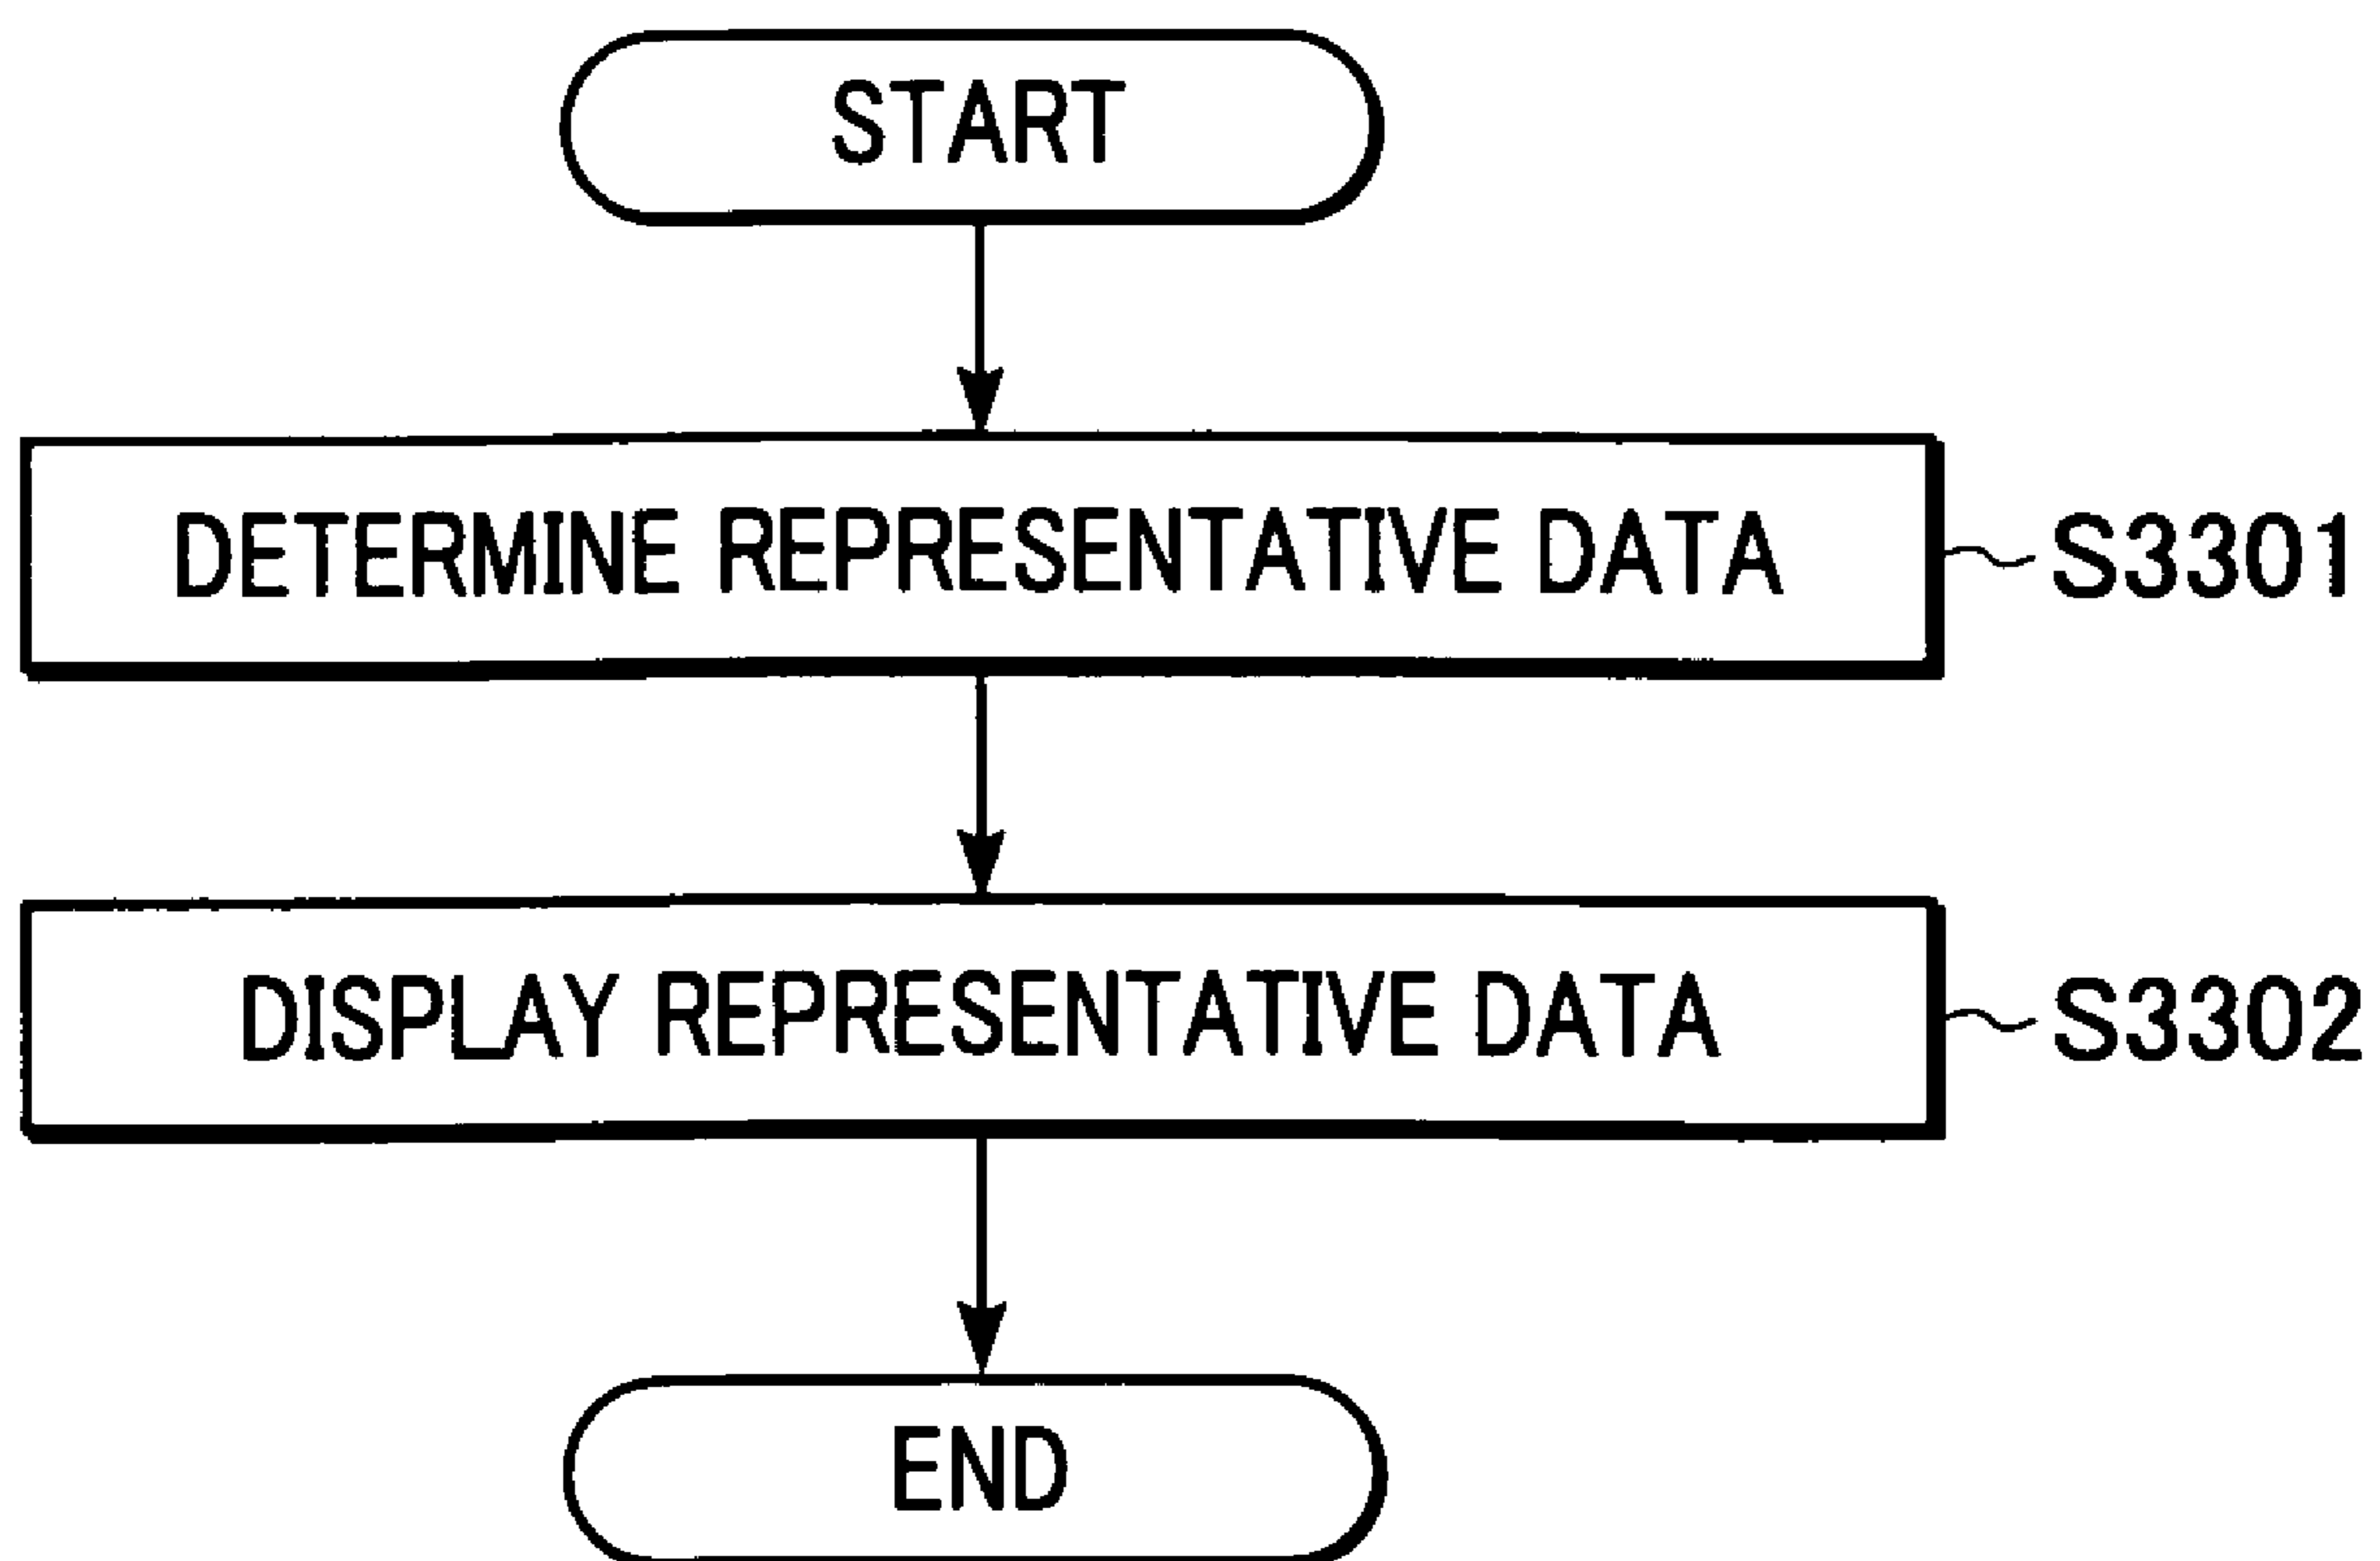 START
DETERMINE REPRESENTATIVE DATA S3301
DISPLAY REPRESENTATIVE DATA S3302
END